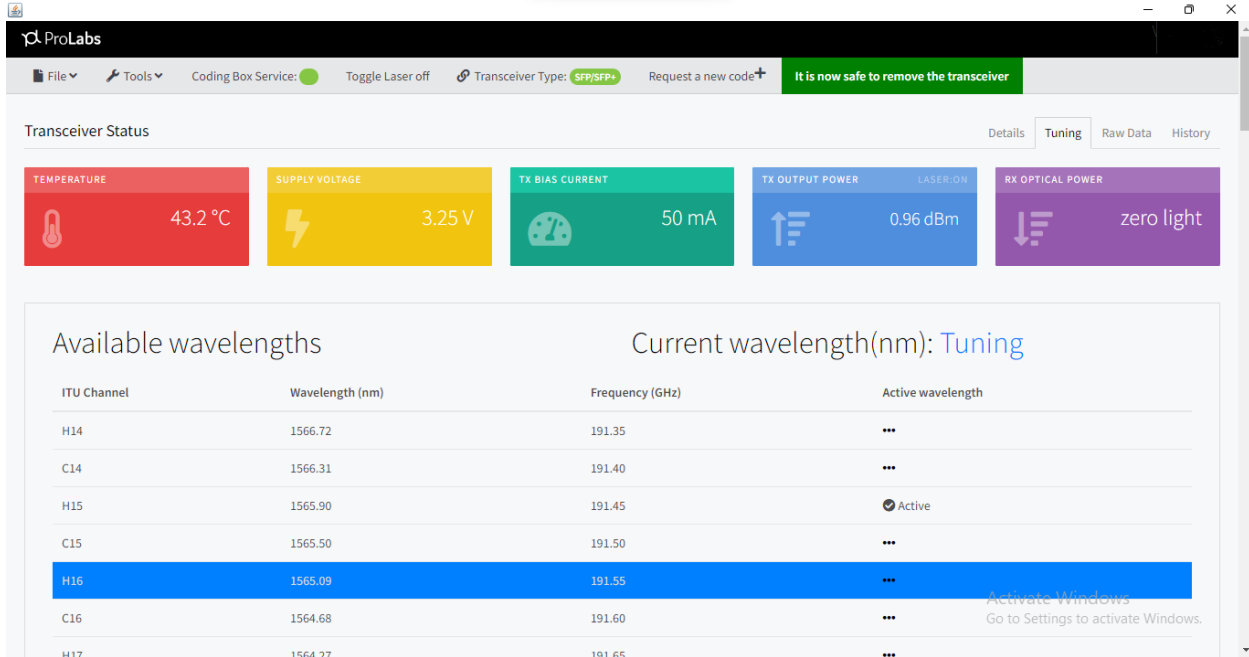 ProLabs
File Tools Coding Box Service: Toggle Laser off Transceiver Type: SFP/SFP+ Request a new code It is now safe to remove the transceiver
Transceiver Status Details Tuning Raw Data History
TEMPERATURE SUPPLY VOLTAGE TX BIAS CURRENT TX OUTPUT POWER LASER:ON RX OPTICAL POWER
43.2 °C 3.25 V 50 mA 0.96 dBm zero light
Available wavelengths Current wavelength(nm): Tuning
ITU Channel Wavelength (nm) Frequency (GHz) Active wavelength
H14 1566.72 191.35 •••
C14 1566.31 191.40 •••
H15 1565.90 191.45 Active
C15 1565.50 191.50 •••
H16 1565.09 191.55 •••
Activate Windows
C16 1564.68 191.60 ••• Go to Settings to activate Windows.
H17 1564.27 191.65 •••